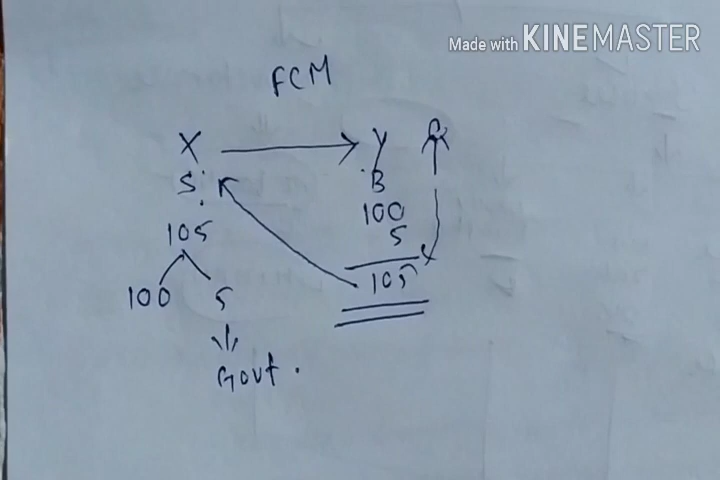 Made with KINEMASTER
FCM
X Y
S B
105 100
5
100 5 105
Govt.